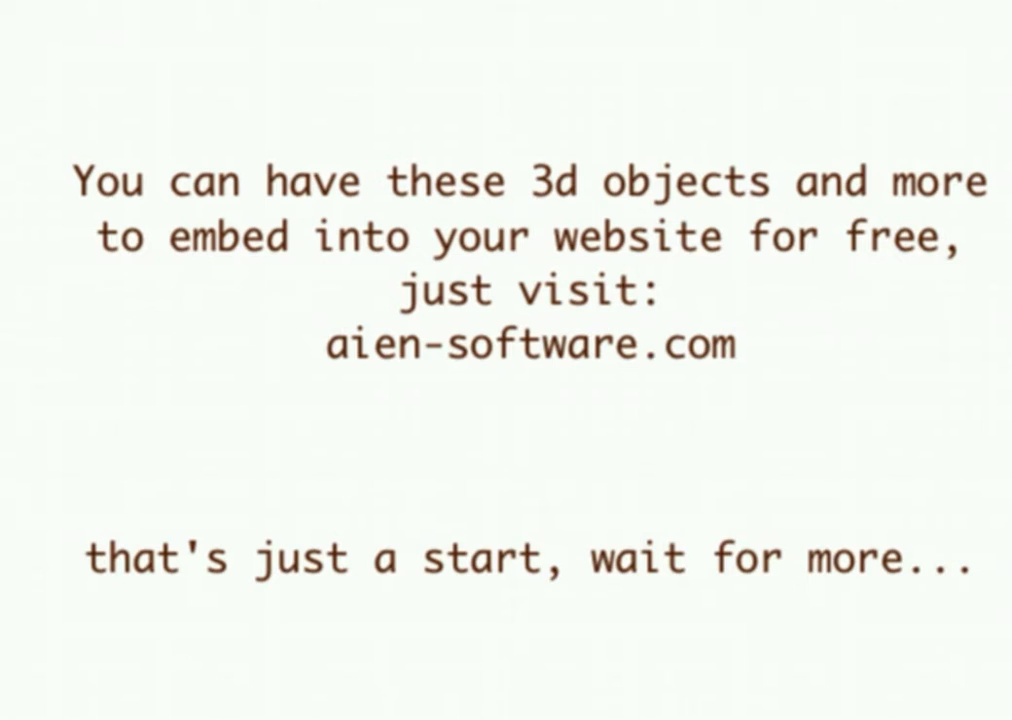 You can have these 3d objects and more
to embed into your website for free,
just visit:
aien-software.com
that's just a start, wait for more...